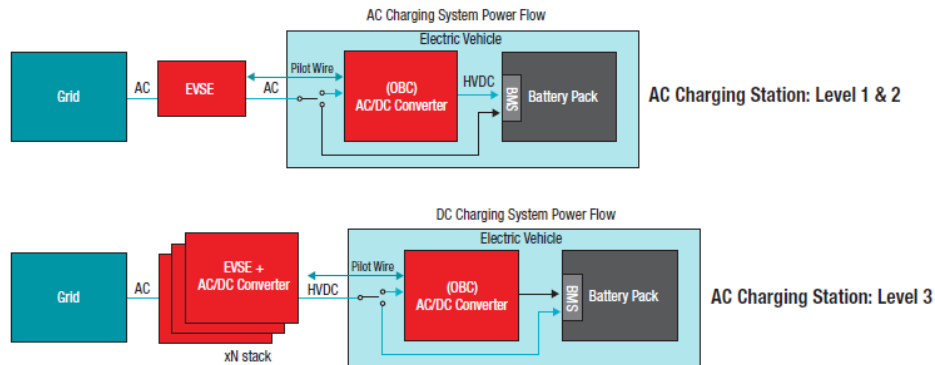 AC Charging System Power Flow
Electric Vehicle
Grid
AC
EVSE
AC
Pilot Wire
(OBC)
AC/DC Converter
HVDC
BMS
Battery Pack
AC Charging Station: Level 1 & 2
DC Charging System Power Flow
Electric Vehicle
Grid
AC
EVSE +
AC/DC Converter
xN stack
HVDC
Pilot Wire
(OBC)
AC/DC Converter
BMS
Battery Pack
AC Charging Station: Level 3